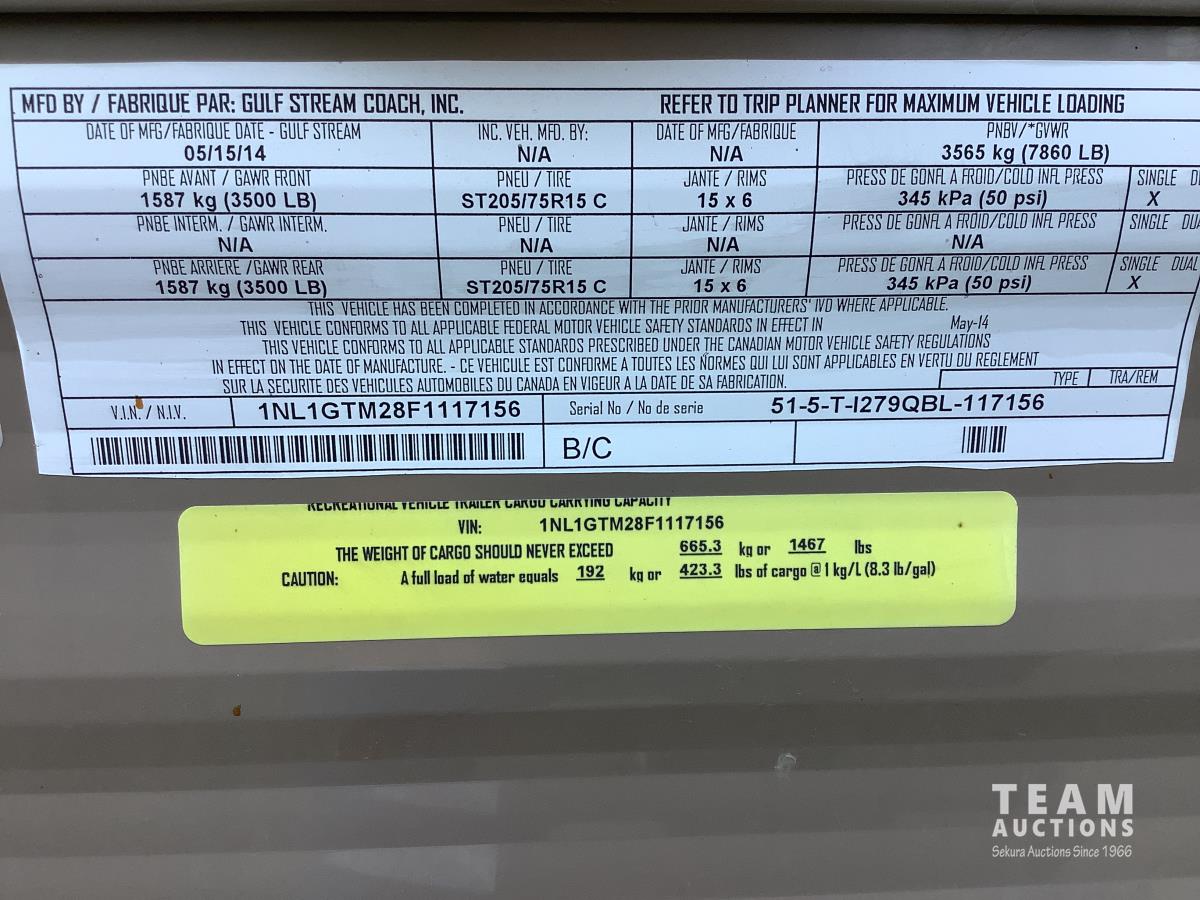 MFD BY / FABRIQUE PAR: GULF STREAM COACH, INC. REFER TO TRIP PLANNER FOR MAXIMUM VEHICLE LOADING
DATE OF MFG/FABRIQUE DATE - GULF STREAM INC. VEH. MFD. BY: DATE OF MFG/FABRIQUE PNBV/*GVWR
05/15/14 N/A N/A 3565 kg (7860 LB)
PNBE AVANT / GAWR FRONT PNEU / TIRE JANTE / RIMS PRESS DE GONFL A FROID/COLD INFL PRESS SINGLE
1587 kg (3500 LB) ST205/75R15 C 15 x 6 345 kPa (50 psi) X
PNBE INTERM. / GAWR INTERM. PNEU / TIRE JANTE / RIMS PRESS DE GONFL A FROID/COLD INFL PRESS SINGLE
N/A N/A N/A N/A
PNBE ARRIERE /GAWR REAR PNEU / TIRE JANTE / RIMS PRESS DE GONFL A FROID/COLD INFL PRESS SINGLE DUAL
1587 kg (3500 LB) ST205/75R15 C 15 x 6 345 kPa (50 psi) X
THIS VEHICLE HAS BEEN COMPLETED IN ACCORDANCE WITH THE PRIOR MANUFACTURERS' IVD WHERE APPLICABLE.
THIS VEHICLE CONFORMS TO ALL APPLICABLE FEDERAL MOTOR VEHICLE SAFETY STANDARDS IN EFFECT IN May-14
THIS VEHICLE CONFORMS TO ALL APPLICABLE STANDARDS PRESCRIBED UNDER THE CANADIAN MOTOR VEHICLE SAFETY REGULATIONS
IN EFFECT ON THE DATE OF MANUFACTURE. - CE VEHICULE EST CONFORME A TOUTES LES NORMES QUI LUI SONT APPLICABLES EN VERTU DU REGLEMENT
SUR LA SECURITE DES VEHICULES AUTOMOBILES DU CANADA EN VIGEUR A LA DATE DE SA FABRICATION. TYPE TRA/REM
V.I.N. / N.I.V. 1NL1GTM28F1117156 Serial No / No de serie 51-5-T-I279QBL-117156
B/C
RECREATIONAL VEHICLE TRAILER CARGO CARRYING CAPACITY
VIN: 1NL1GTM28F1117156
THE WEIGHT OF CARGO SHOULD NEVER EXCEED 665.3 kg or 1467 lbs
CAUTION: A full load of water equals 192 kg or 423.3 lbs of cargo @ 1 kg/L (8.3 lb/gal)
TEAM
AUCTIONS
Sekura Auctions Since 1966